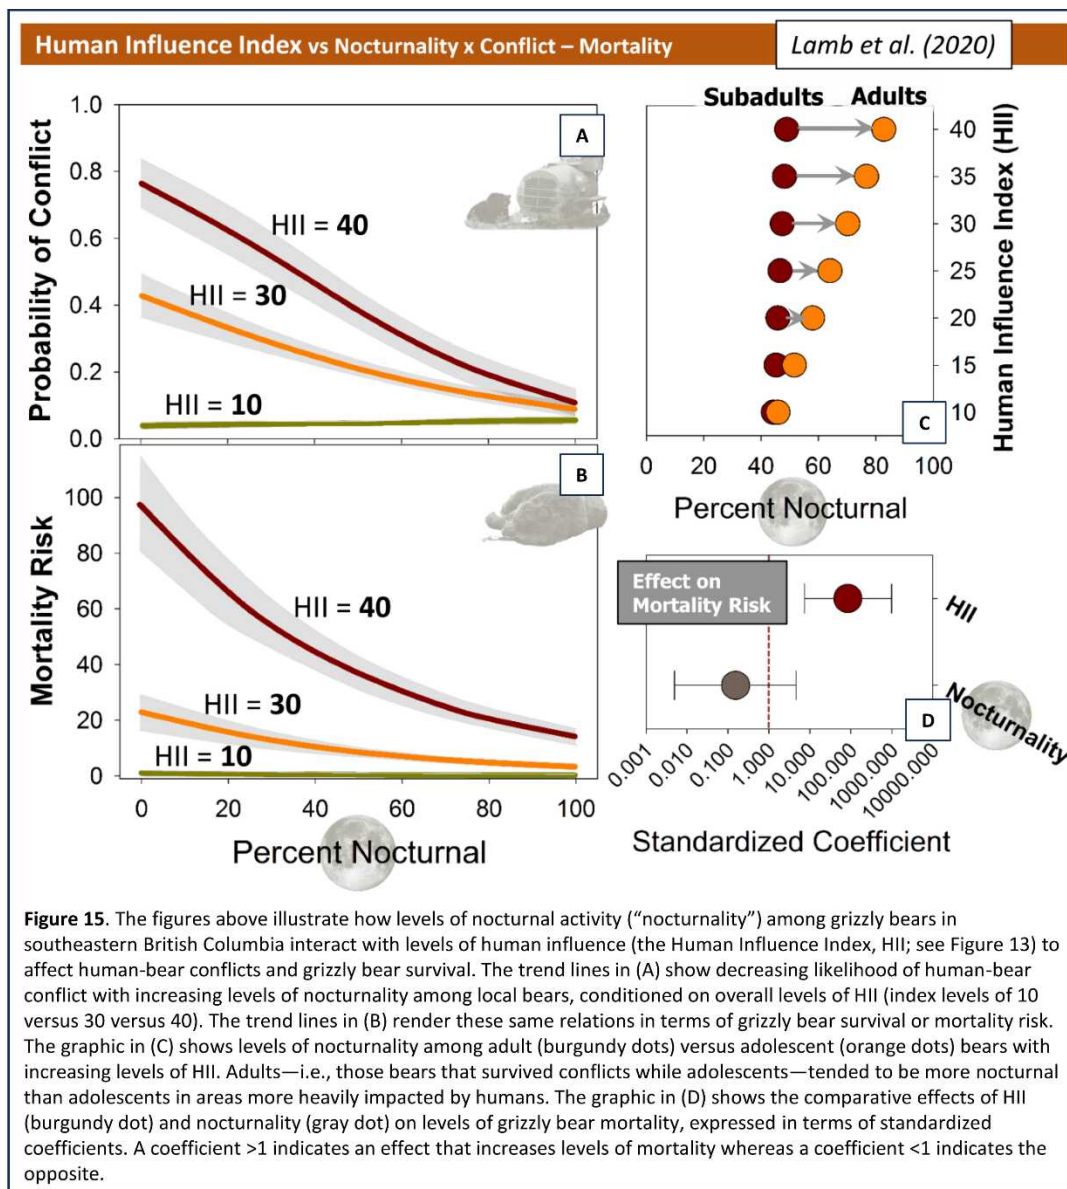 Human Influence Index vs Nocturnality x Conflict – Mortality
Lamb et al. (2020)
Probability of Conflict
1.0
0.8
0.6
0.4
0.2
0.0
A
HII = 40
HII = 30
HII = 10
Mortality Risk
100
80
60
40
20
0
B
HII = 40
HII = 30
HII = 10
0 20 40 60 80 100
Percent Nocturnal
Subadults Adults
40
35
30
25
20
15
10
Human Influence Index (HII)
C
0 20 40 60 80 100
Percent Nocturnal
Effect on
Mortality Risk
HII
Nocturnality
D
0.001 0.010 0.100 1.000 10.000 100.000 1000.000 10000.000
Standardized Coefficient
Figure 15. The figures above illustrate how levels of nocturnal activity (“nocturnality”) among grizzly bears in
southeastern British Columbia interact with levels of human influence (the Human Influence Index, HII; see Figure 13) to
affect human-bear conflicts and grizzly bear survival. The trend lines in (A) show decreasing likelihood of human-bear
conflict with increasing levels of nocturnality among local bears, conditioned on overall levels of HII (index levels of 10
versus 30 versus 40). The trend lines in (B) render these same relations in terms of grizzly bear survival or mortality risk.
The graphic in (C) shows levels of nocturnality among adult (burgundy dots) versus adolescent (orange dots) bears with
increasing levels of HII. Adults—i.e., those bears that survived conflicts while adolescents—tended to be more nocturnal
than adolescents in areas more heavily impacted by humans. The graphic in (D) shows the comparative effects of HII
(burgundy dot) and nocturnality (gray dot) on levels of grizzly bear mortality, expressed in terms of standardized
coefficients. A coefficient >1 indicates an effect that increases levels of mortality whereas a coefficient <1 indicates the
opposite.